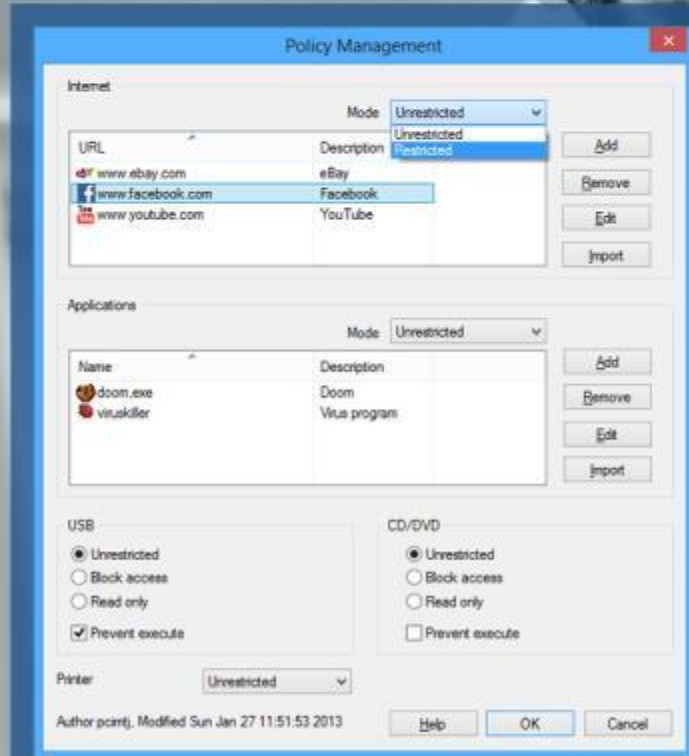 Policy Management
Internet
Mode Unrestricted
Unrestricted
Restricted
URL Description
www.ebay.com eBay
www.facebook.com Facebook
www.youtube.com YouTube
Add
Remove
Edit
Import
Applications
Mode Unrestricted
Name Description
doom.exe Doom
viruskiller Virus program
Add
Remove
Edit
Import
USB
Unrestricted
Block access
Read only
Prevent execute
CD/DVD
Unrestricted
Block access
Read only
Prevent execute
Printer Unrestricted
Author pcimtj, Modified Sun Jan 27 11:51:53 2013
Help OK Cancel